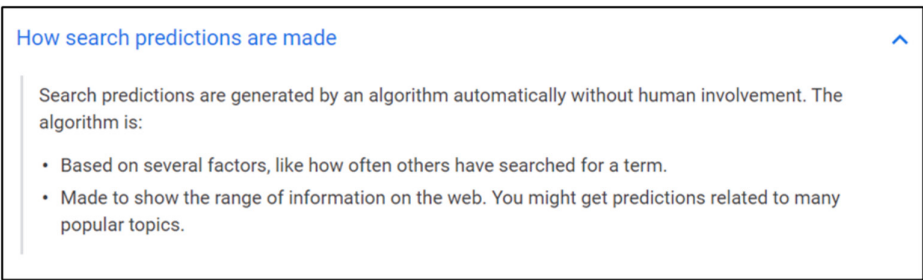 How search predictions are made
Search predictions are generated by an algorithm automatically without human involvement. The
algorithm is:
• Based on several factors, like how often others have searched for a term.
• Made to show the range of information on the web. You might get predictions related to many
popular topics.